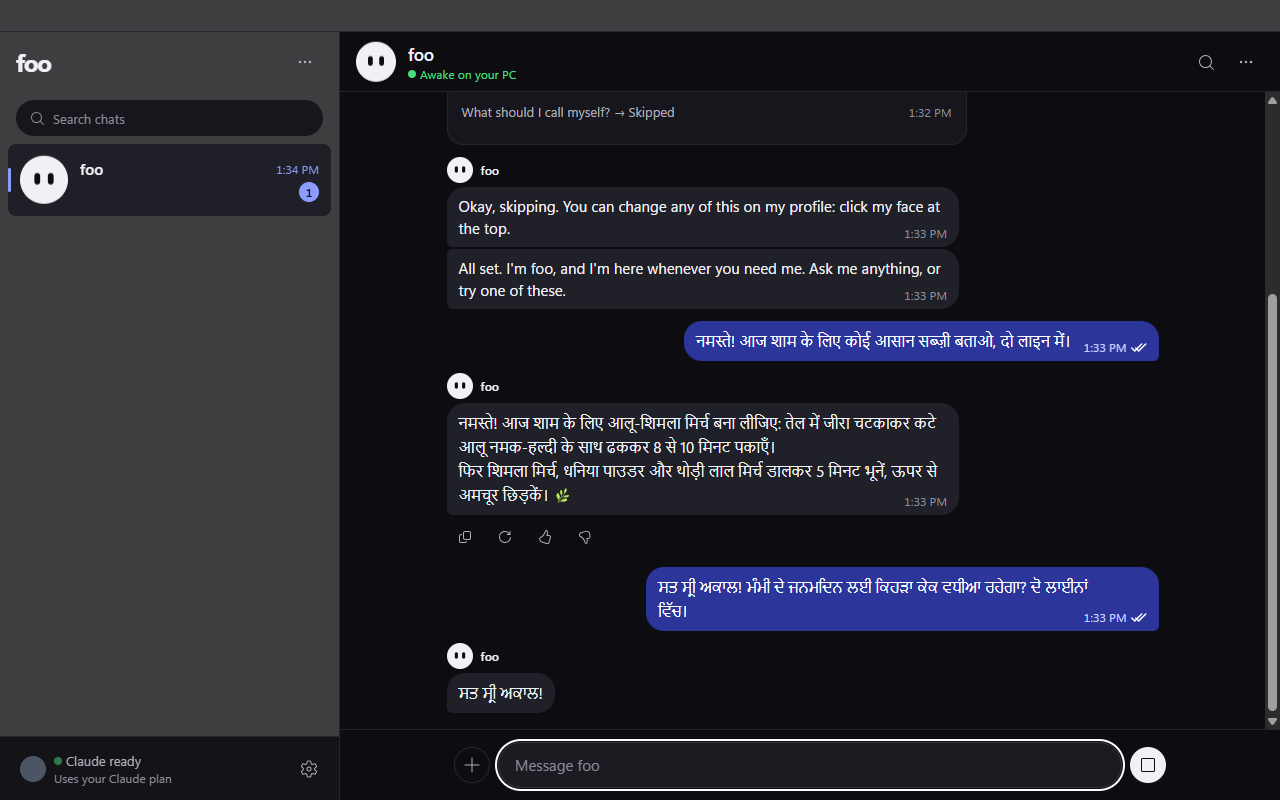 foo
...
Search chats
foo
1:34 PM
1
Claude ready
Uses your Claude plan
foo
Awake on your PC
...
What should I call myself? → Skipped
1:32 PM
foo
Okay, skipping. You can change any of this on my profile: click my face at
the top.
1:33 PM
All set. I'm foo, and I'm here whenever you need me. Ask me anything, or
try one of these.
1:33 PM
नमस्ते! आज शाम के लिए कोई आसान सब्ज़ी बताओ, दो लाइन में।
1:33 PM
foo
नमस्ते! आज शाम के लिए आलू-शिमला मिर्च बना लीजिए: तेल में जीरा चटकाकर कटे
आलू नमक-हल्दी के साथ ढककर 8 से 10 मिनट पकाएँ।
फिर शिमला मिर्च, धनिया पाउडर और थोड़ी लाल मिर्च डालकर 5 मिनट भूनें, ऊपर से
अमचूर छिड़कें। 🌿
1:33 PM
ਸਤ ਸ੍ਰੀ ਅਕਾਲ! ਮੰਮੀ ਦੇ ਜਨਮਦਿਨ ਲਈ ਕਿਹੜਾ ਕੇਕ ਵਧੀਆ ਰਹੇਗਾ? ਦੋ ਲਾਈਨਾਂ
ਵਿੱਚ।
1:33 PM
foo
ਸਤ ਸ੍ਰੀ ਅਕਾਲ!
Message foo